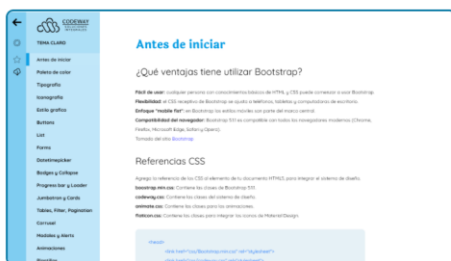 CODEWAY
TEMA CLARO
Antes de iniciar
Paleta de color
Tipografía
Iconografía
Estilo gráfico
Buttons
List
Forms
Datetimepicker
Badges y Collapse
Progress bar y Loader
Jumbotron y Cards
Tables, Filter, Pagination
Carrusel
Modales y Alerts
Animaciones
Antes de iniciar
¿Qué ventajas tiene utilizar Bootstrap?
Fácil de usar: cualquier persona con conocimientos básicos de HTML y CSS puede comenzar a usar Bootstrap.
Flexibilidad: el CSS receptivo de Bootstrap se ajusta a teléfonos, tabletas y computadoras de escritorio.
Enfoque "mobile fist": en Bootstrap los estilos móviles son parte del marco central.
Compatibilidad del navegador: Bootstrap 5.1 es compatible con todos los navegadores modernos (Chrome,
Firefox, Microsoft Edge, Safari y Opera).
Tomado del sitio Bootstrap
Referencias CSS
Agrega la referencia de los CSS al elemento de tu documento HTML5, para integrar el sistema de diseño.
boostrap.min.css: Contiene las clases de Bootstrap 5.1.1
codeway.css: Contiene las clases del sistema de diseño
animate.css: Contiene las clases para las animaciones.
flaticon.css: Contiene las clases para integrar los iconos de Material Design.
<head>